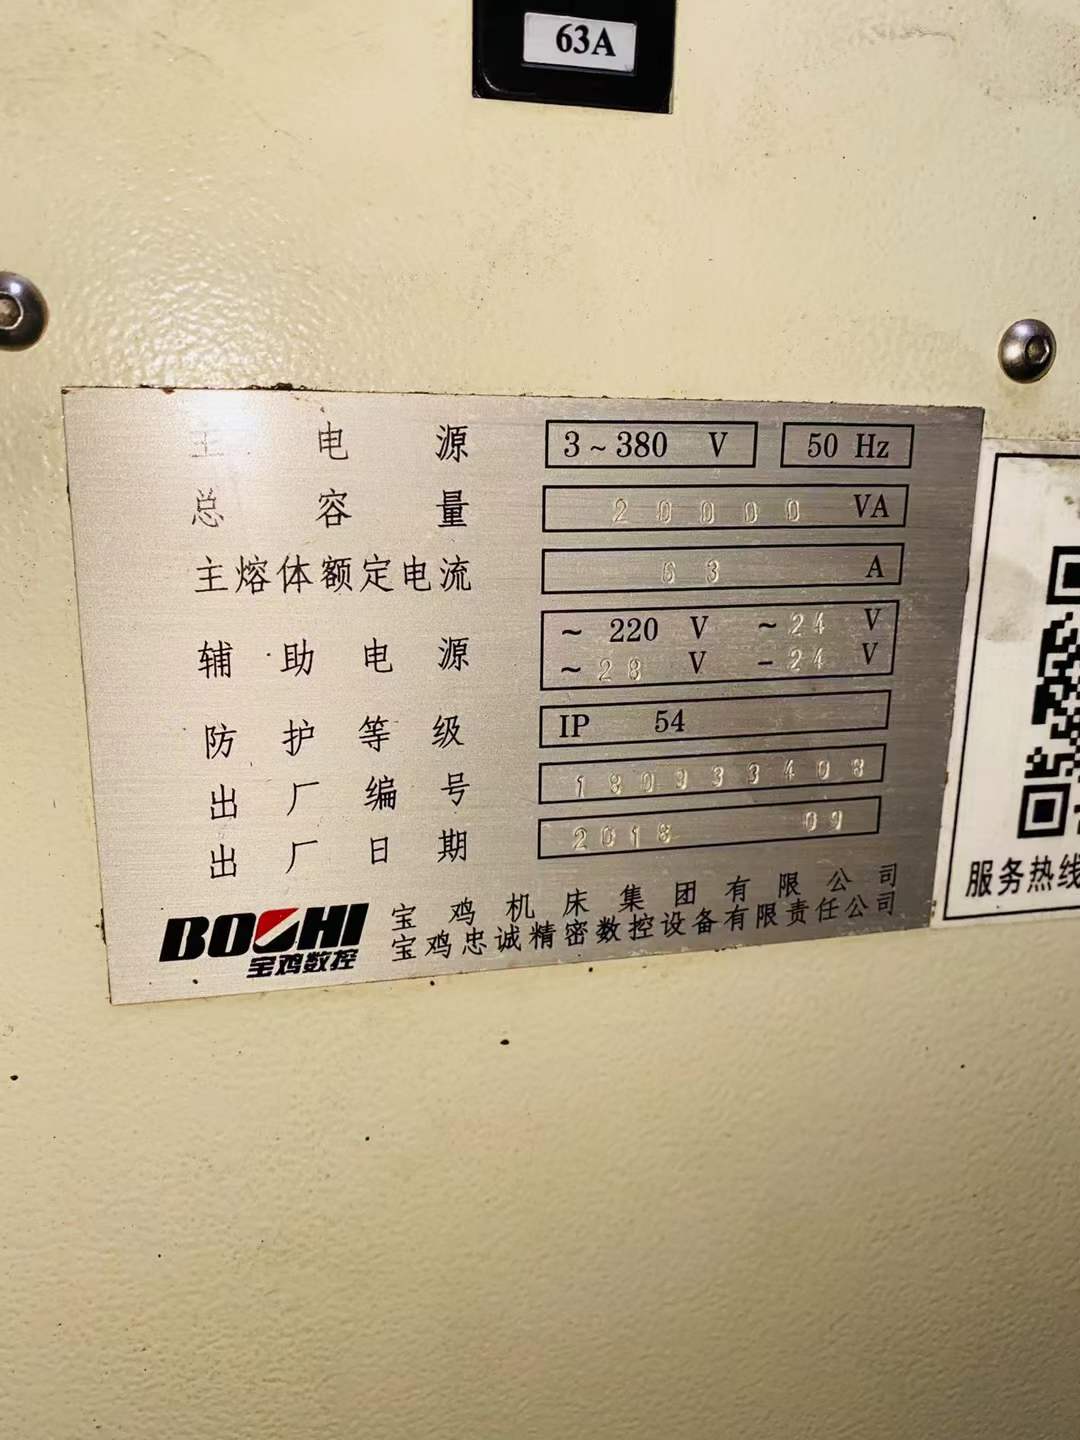 63A
主电源 3~380 V 50 Hz
总容量 20000 VA
主熔体额定电流 63 A
辅助电源 ~ 220 V ~24 V
~28 V -24 V
防护等级 IP 54
出厂编号
出厂日期 2018 09
BOCHI 宝鸡机床集团有限公司
宝鸡数控 宝鸡忠诚精密数控设备有限责任公司
服务热线